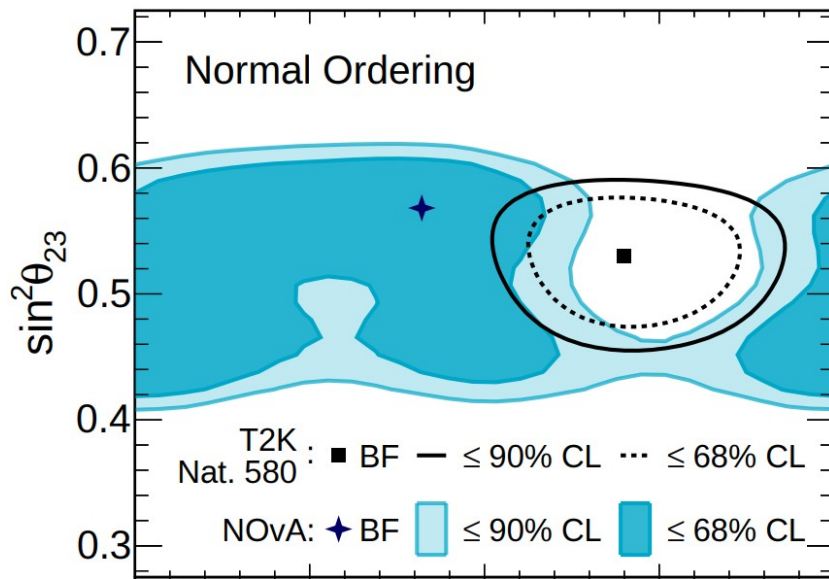 0.7
Normal Ordering
0.6
sin²θ₂₃
0.5
0.4
T2K
Nat. 580 : BF ≤ 90% CL ≤ 68% CL
NOvA: BF ≤ 90% CL ≤ 68% CL
0.3